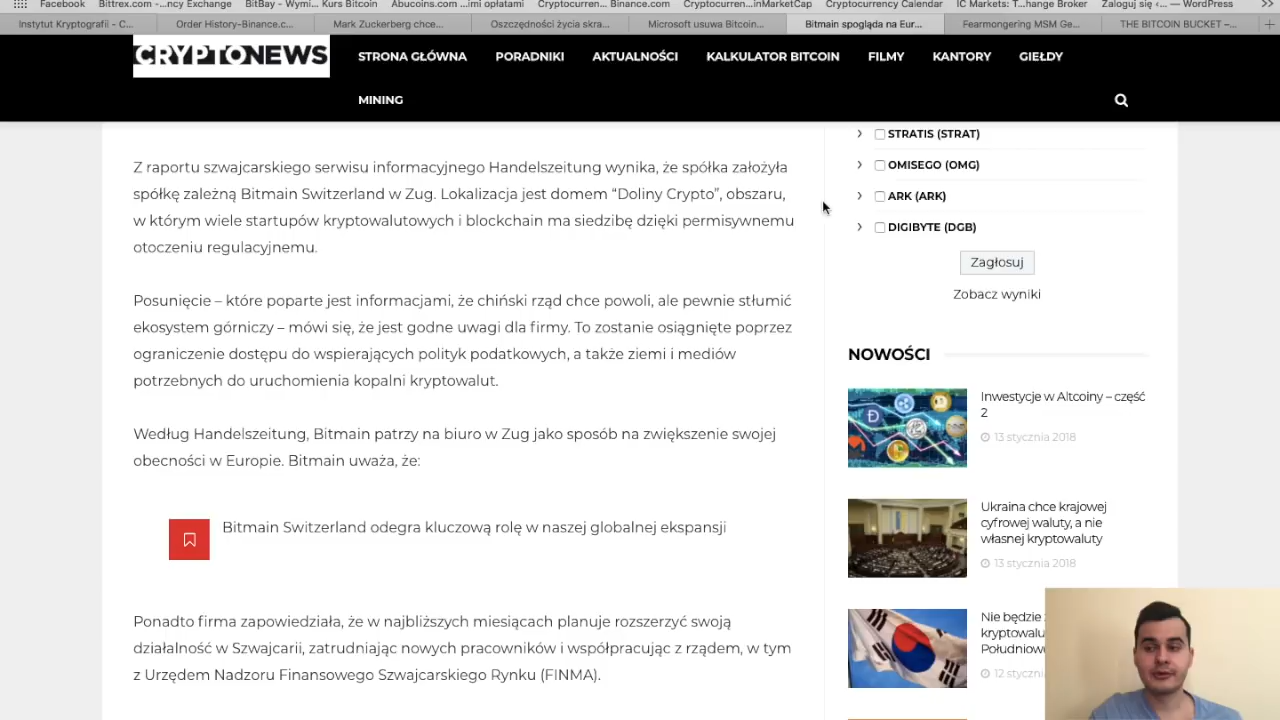 Facebook
Bittrex.com - ...ncy Exchange
BitBay - Wymi... Kurs Bitcoin
Abucoins.com ...imi opłatami
Cryptocurren...Binance.com
Cryptocurren...inMarketCap
Cryptocurrency Calendar
IC Markets: T...hange Broker
Zaloguj się ‹... — WordPress
Instytut Kryptografii – C...
Order History-Binance.c...
Mark Zuckerberg chce...
Oszczędności życia skra...
Microsoft usuwa Bitcoin...
Bitmain spogląda na Eur...
Fearmongering MSM Ge...
THE BITCOIN BUCKET –...
CRYPTONEWS
STRONA GŁÓWNA
PORADNIKI
AKTUALNOŚCI
KALKULATOR BITCOIN
FILMY
KANTORY
GIEŁDY
MINING
Z raportu szwajcarskiego serwisu informacyjnego Handelszeitung wynika, że spółka założyła
spółkę zależną Bitmain Switzerland w Zug. Lokalizacja jest domem “Doliny Crypto”, obszaru,
w którym wiele startupów kryptowalutowych i blockchain ma siedzibę dzięki permisywnemu
otoczeniu regulacyjnemu.
Posunięcie – które poparte jest informacjami, że chiński rząd chce powoli, ale pewnie stłumić
ekosystem górniczy – mówi się, że jest godne uwagi dla firmy. To zostanie osiągnięte poprzez
ograniczenie dostępu do wspierających polityk podatkowych, a także ziemi i mediów
potrzebnych do uruchomienia kopalni kryptowalut.
Według Handelszeitung, Bitmain patrzy na biuro w Zug jako sposób na zwiększenie swojej
obecności w Europie. Bitmain uważa, że:
Bitmain Switzerland odegra kluczową rolę w naszej globalnej ekspansji
Ponadto firma zapowiedziała, że w najbliższych miesiącach planuje rozszerzyć swoją
działalność w Szwajcarii, zatrudniając nowych pracowników i współpracując z rządem, w tym
z Urzędem Nadzoru Finansowego Szwajcarskiego Rynku (FINMA).
STRATIS (STRAT)
OMISEGO (OMG)
ARK (ARK)
DIGIBYTE (DGB)
Zagłosuj
Zobacz wyniki
NOWOŚCI
Inwestycje w Altcoiny – część
2
13 stycznia 2018
Ukraina chce krajowej
cyfrowej waluty, a nie
własnej kryptowaluty
13 stycznia 2018
Nie będzie
kryptowalu
Południow
12 styczni